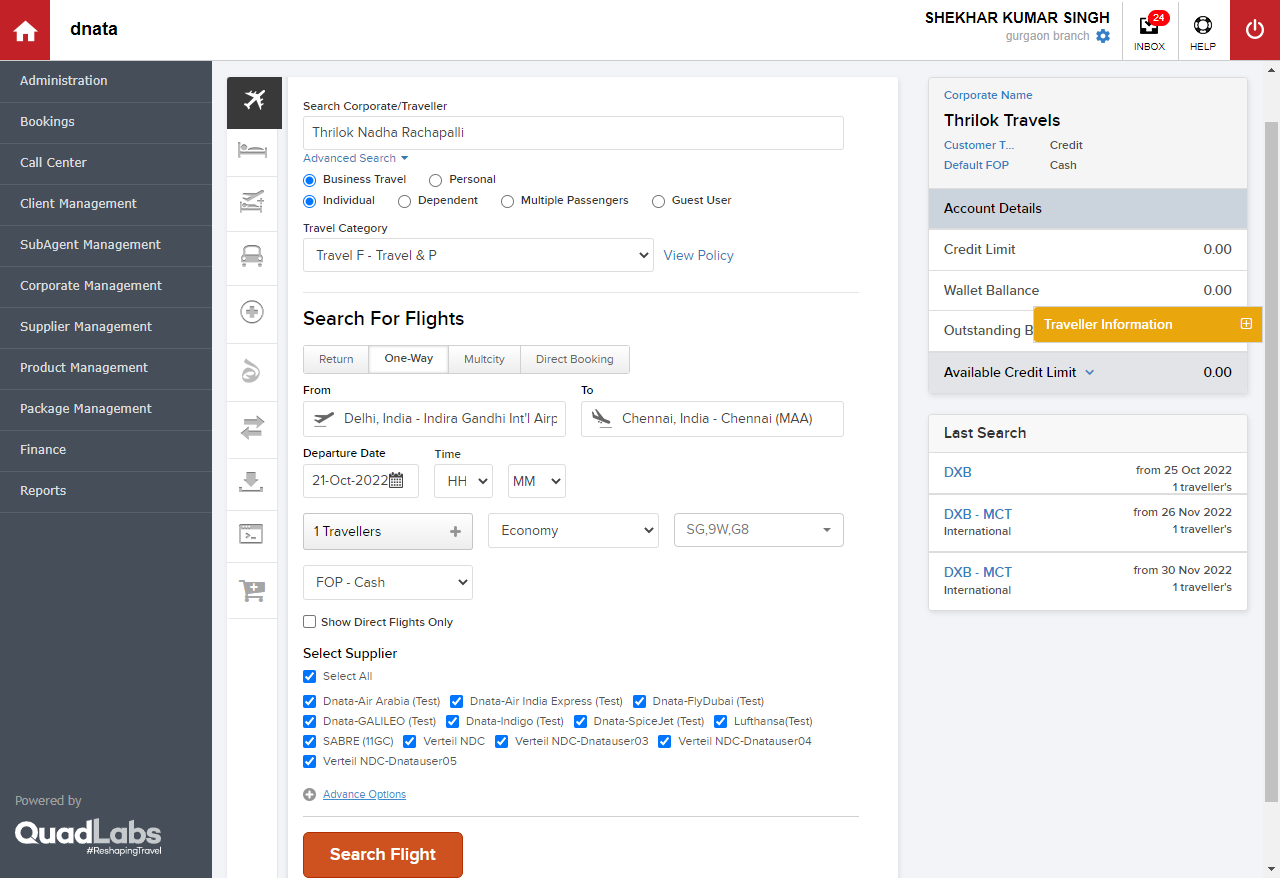 dnata
SHEKHAR KUMAR SINGH
gurgaon branch
24
INBOX
HELP
Administration
Bookings
Call Center
Client Management
SubAgent Management
Corporate Management
Supplier Management
Product Management
Package Management
Finance
Reports
Powered by
QuadLabs
#ReshapingTravel
Search Corporate/Traveller
Thrilok Nadha Rachapalli
Advanced Search
Business Travel Personal
Individual Dependent Multiple Passengers Guest User
Travel Category
Travel F - Travel & P View Policy
Search For Flights
Return One-Way Multcity Direct Booking
From To
Delhi, India - Indira Gandhi Int'l Airp Chennai, India - Chennai (MAA)
Departure Date Time
21-Oct-2022 HH MM
1 Travellers Economy SG,9W,G8
FOP - Cash
Show Direct Flights Only
Select Supplier
Select All
Dnata-Air Arabia (Test) Dnata-Air India Express (Test) Dnata-FlyDubai (Test)
Dnata-GALILEO (Test) Dnata-Indigo (Test) Dnata-SpiceJet (Test) Lufthansa(Test)
SABRE (11GC) Verteil NDC Verteil NDC-Dnatauser03 Verteil NDC-Dnatauser04
Verteil NDC-Dnatauser05
Advance Options
Search Flight
Corporate Name
Thrilok Travels
Customer T... Credit
Default FOP Cash
Account Details
Credit Limit 0.00
Wallet Ballance 0.00
Outstanding B
Traveller Information
Available Credit Limit 0.00
Last Search
DXB from 25 Oct 2022
1 traveller's
DXB - MCT from 26 Nov 2022
International 1 traveller's
DXB - MCT from 30 Nov 2022
International 1 traveller's